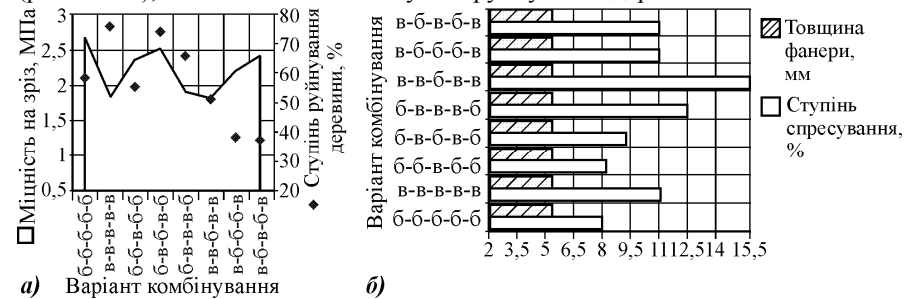 Міцність на зріз, МПа
3
2,5
2
1,5
1
0,5
80
70
60
50
40
30
20
Ступінь руйнування
деревини, %
б-б-б-б-б
в-в-в-в-в
б-б-в-б-б
б-в-б-в-б
б-в-в-в-б
в-в-б-в-в
в-б-б-б-в
в-б-в-б-в
а) Варіант комбінування
Варіант комбінування
в-б-в-б-в
в-б-б-б-в
в-в-б-в-в
б-в-в-в-б
б-в-б-в-б
б-б-в-б-б
в-в-в-в-в
б-б-б-б-б
2 3,5 5 6,5 8 9,5 11 12,5 14 15,5
б)
Товщина
фанери,
мм
Ступінь
спресування,
%